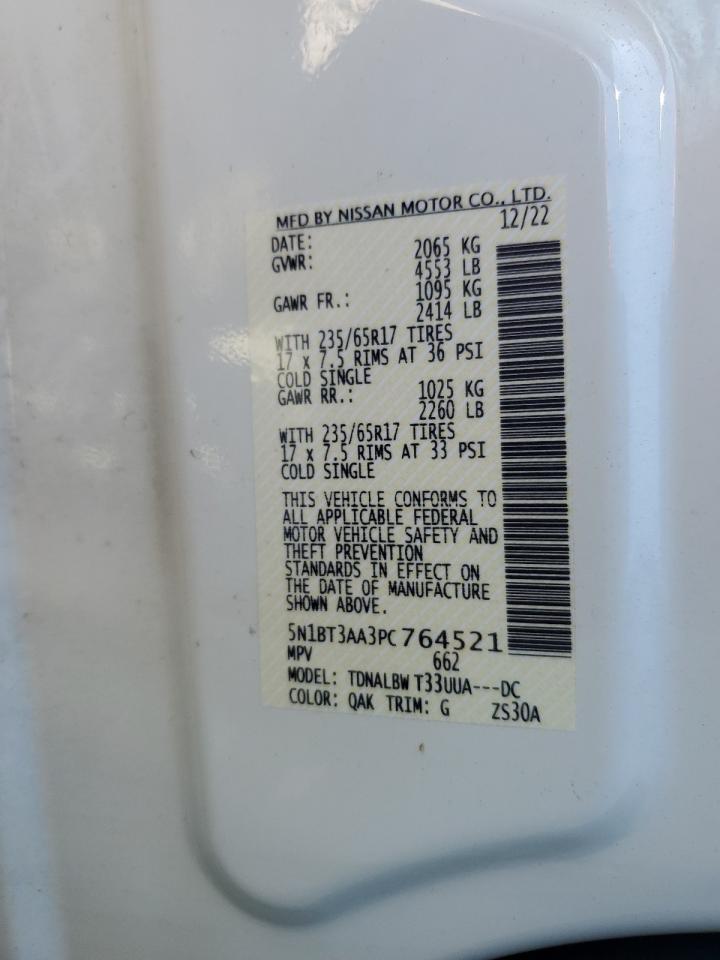 MFD BY NISSAN MOTOR CO., LTD.
DATE: 12/22
GVWR: 2065 KG
4553 LB
GAWR FR.: 1095 KG
2414 LB
WITH 235/65R17 TIRES
17 x 7.5 RIMS AT 36 PSI
COLD SINGLE
GAWR RR.: 1025 KG
2260 LB
WITH 235/65R17 TIRES
17 x 7.5 RIMS AT 33 PSI
COLD SINGLE
THIS VEHICLE CONFORMS TO
ALL APPLICABLE FEDERAL
MOTOR VEHICLE SAFETY AND
THEFT PREVENTION
STANDARDS IN EFFECT ON
THE DATE OF MANUFACTURE
SHOWN ABOVE.
5N1BT3AA3PC764521
MPV 662
MODEL: TDNALBW T33UUA---DC
COLOR: QAK TRIM: G ZS30A